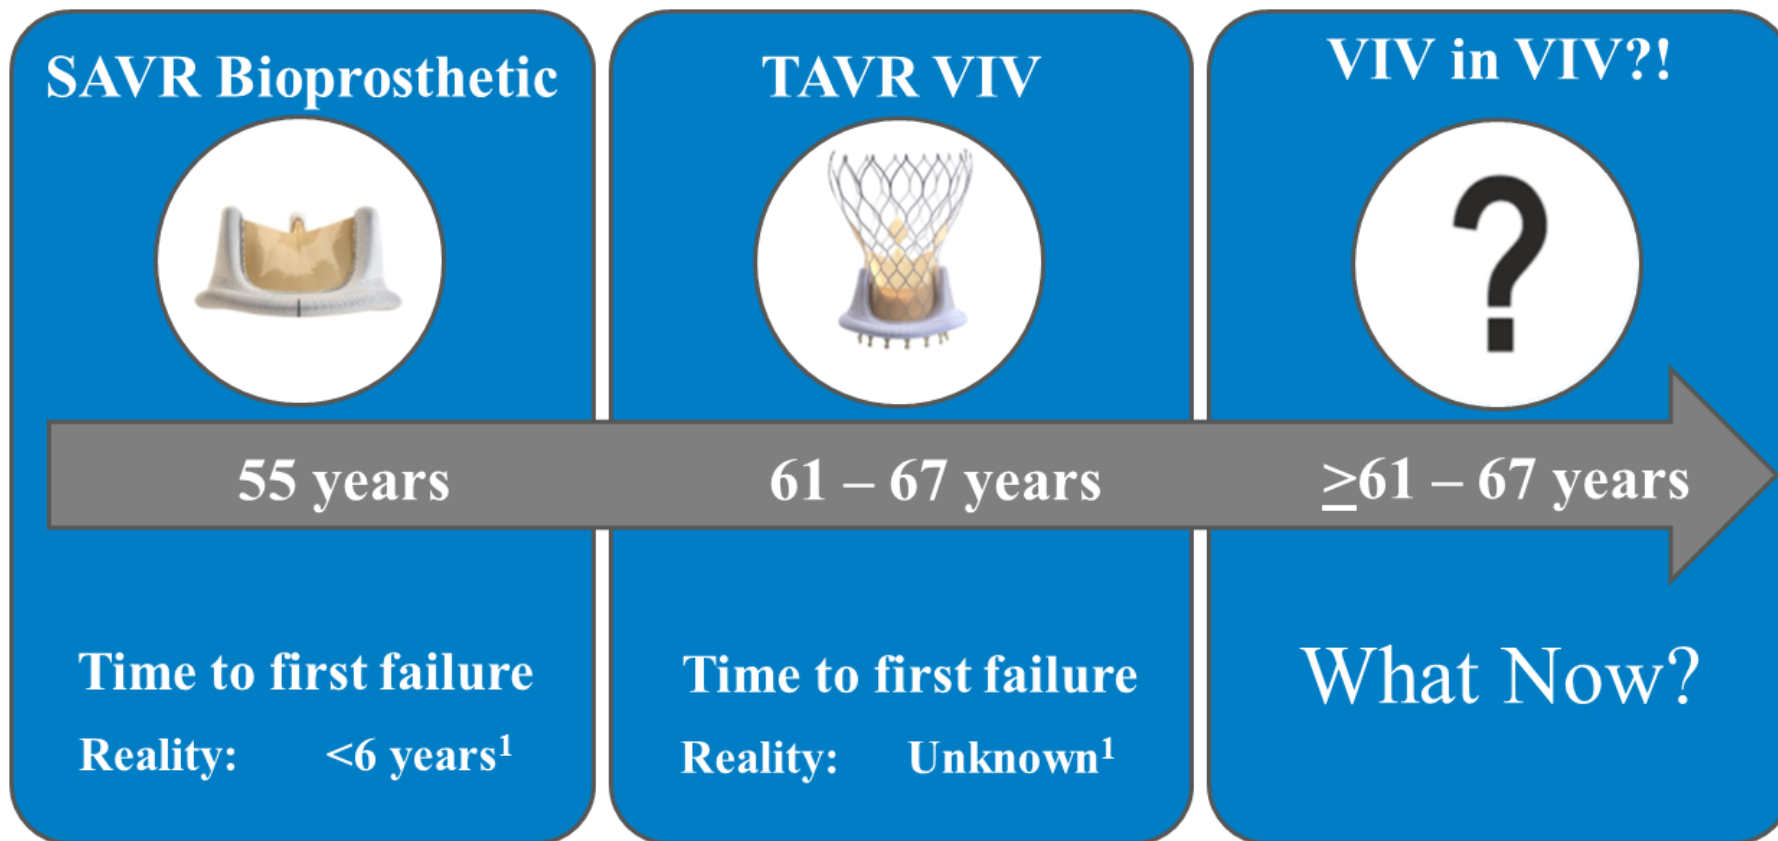 SAVR Bioprosthetic
55 years
Time to first failure
Reality: <6 years¹
TAVR VIV
61 – 67 years
Time to first failure
Reality: Unknown¹
VIV in VIV?!
?
≥61 – 67 years
What Now?